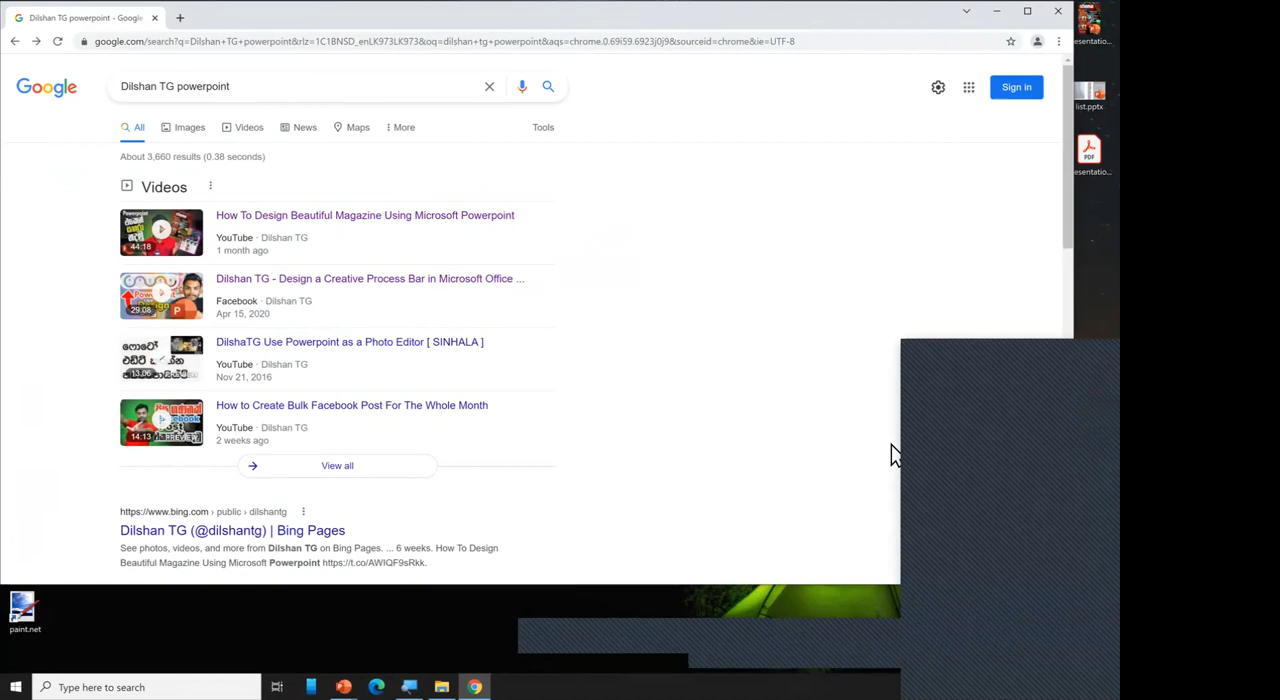 Dilshan TG powerpoint - Google
google.com/search?q=Dilshan+TG+powerpoint&rlz=1C1BNSD_enLK973LK973&oq=dilshan+tg+powerpoint&aqs=chrome.0.69i59.6923j0j9&sourceid=chrome&ie=UTF-8
esentatio...
Google
Dilshan TG powerpoint
Sign in
list.pptx
All
Images
Videos
News
Maps
More
Tools
PDF
esentatio...
About 3,660 results (0.38 seconds)
Videos
Powerpoint
44:18
How To Design Beautiful Magazine Using Microsoft Powerpoint
YouTube · Dilshan TG
1 month ago
29:08
Dilshan TG - Design a Creative Process Bar in Microsoft Office ...
Facebook · Dilshan TG
Apr 15, 2020
13:06
DilshaTG Use Powerpoint as a Photo Editor [ SINHALA ]
YouTube · Dilshan TG
Nov 21, 2016
14:13
PREVIEW
How to Create Bulk Facebook Post For The Whole Month
YouTube · Dilshan TG
2 weeks ago
View all
https://www.bing.com › public › dilshantg
Dilshan TG (@dilshantg) | Bing Pages
See photos, videos, and more from Dilshan TG on Bing Pages. ... 6 weeks. How To Design
Beautiful Magazine Using Microsoft Powerpoint https://t.co/AWIQF9sRkk.
paint.net
Type here to search